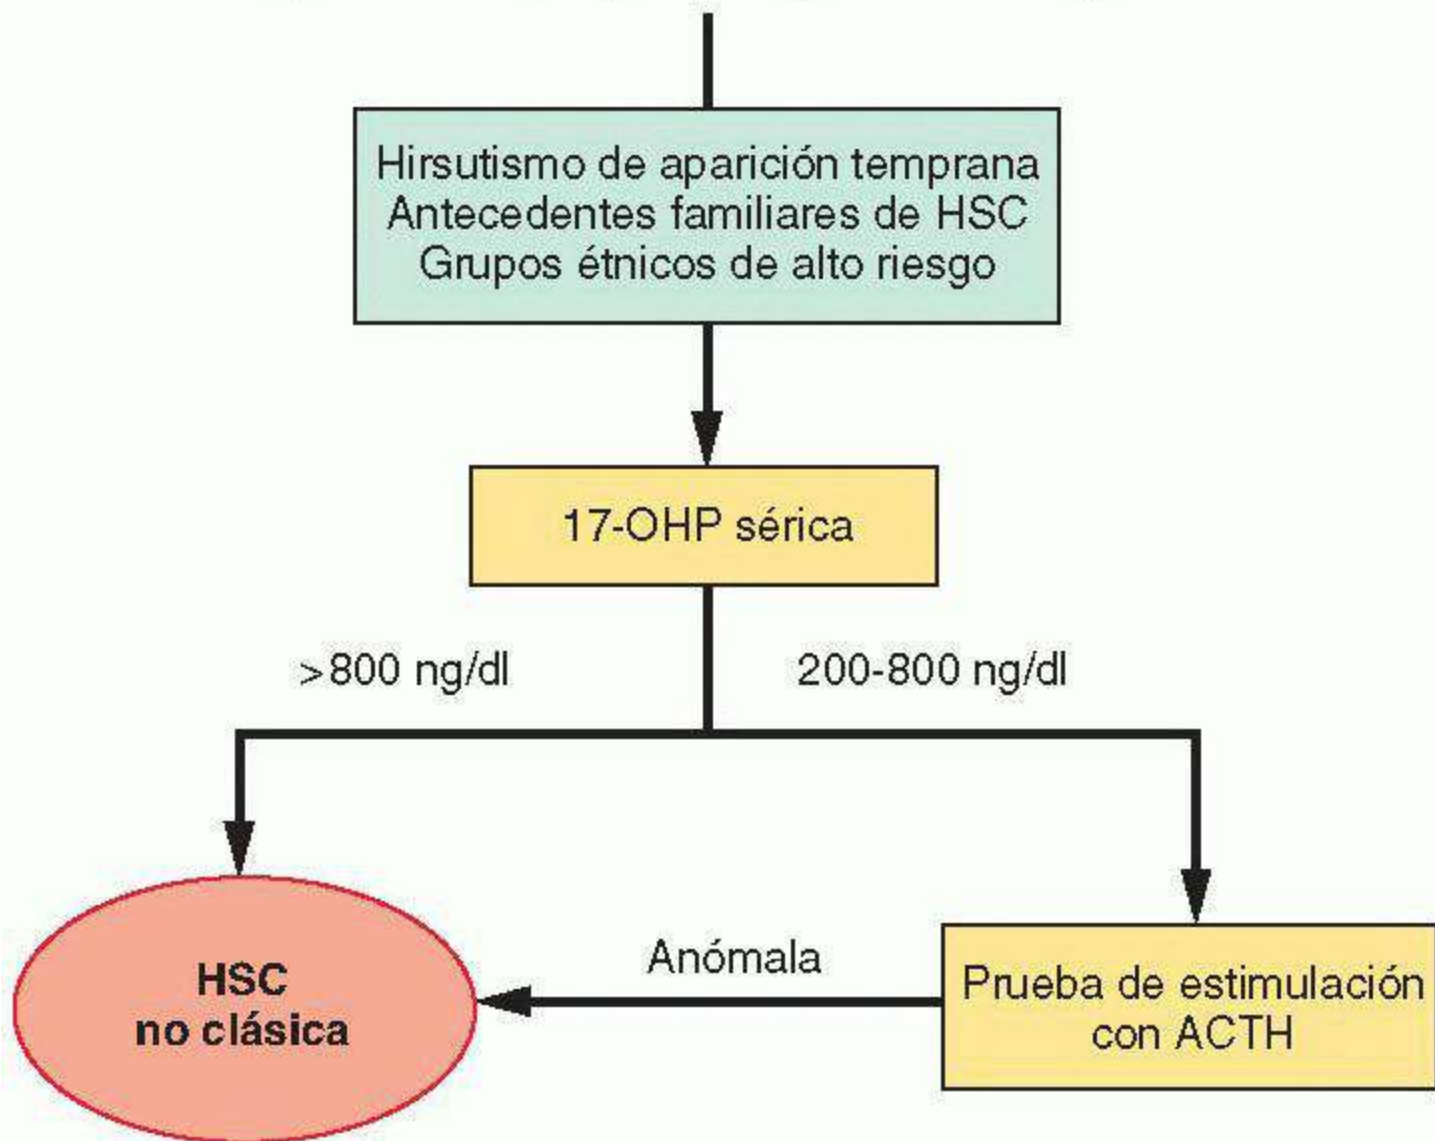 Hirsutismo de aparición temprana
Antecedentes familiares de HSC
Grupos étnicos de alto riesgo
17-OHP sérica
>800 ng/dl
200-800 ng/dl
Anómala
HSC
no clásica
Prueba de estimulación
con ACTH